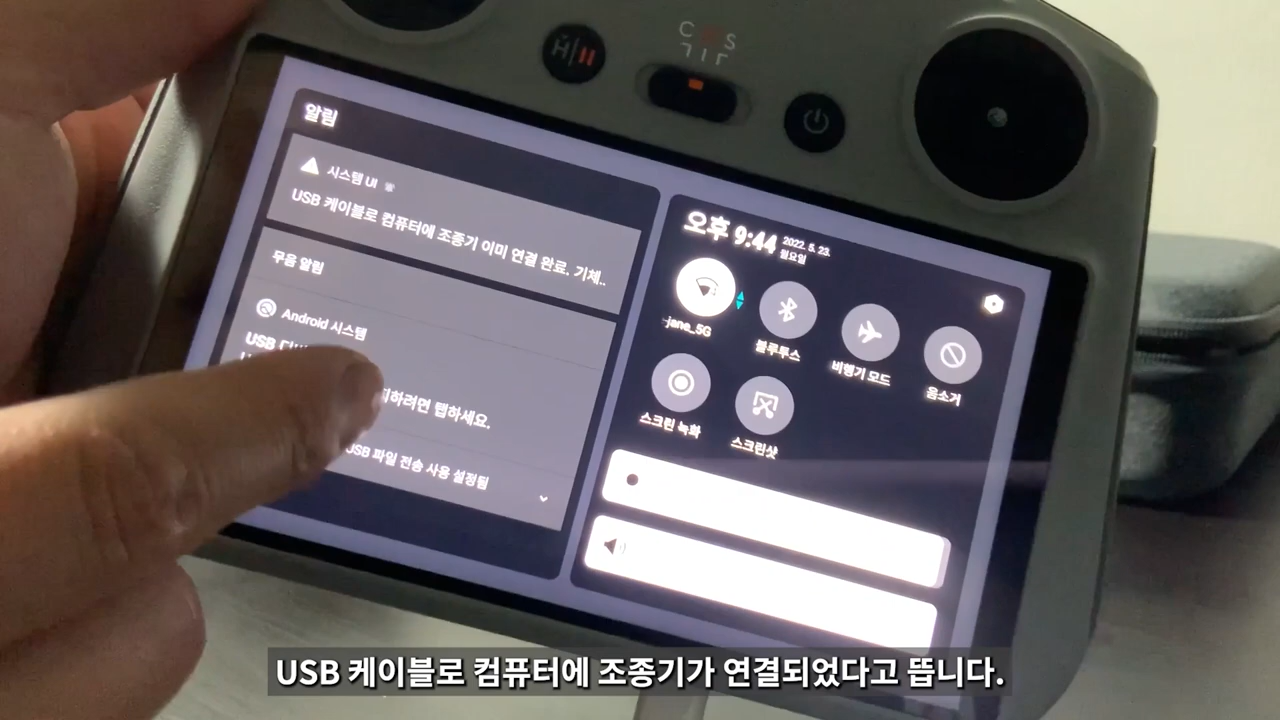 C N S
알림
시스템 UI
USB 케이블로 컴퓨터에 조종기 이미 연결 완료. 기체..
무음 알림
Android 시스템
USB
하려면 탭하세요.
USB 파일 전송 사용 설정됨
오후 9:44 2022. 5. 23. 월요일
jane_5G
블루투스
비행기 모드
음소거
스크린 녹화
스크린샷
USB 케이블로 컴퓨터에 조종기가 연결되었다고 뜹니다.